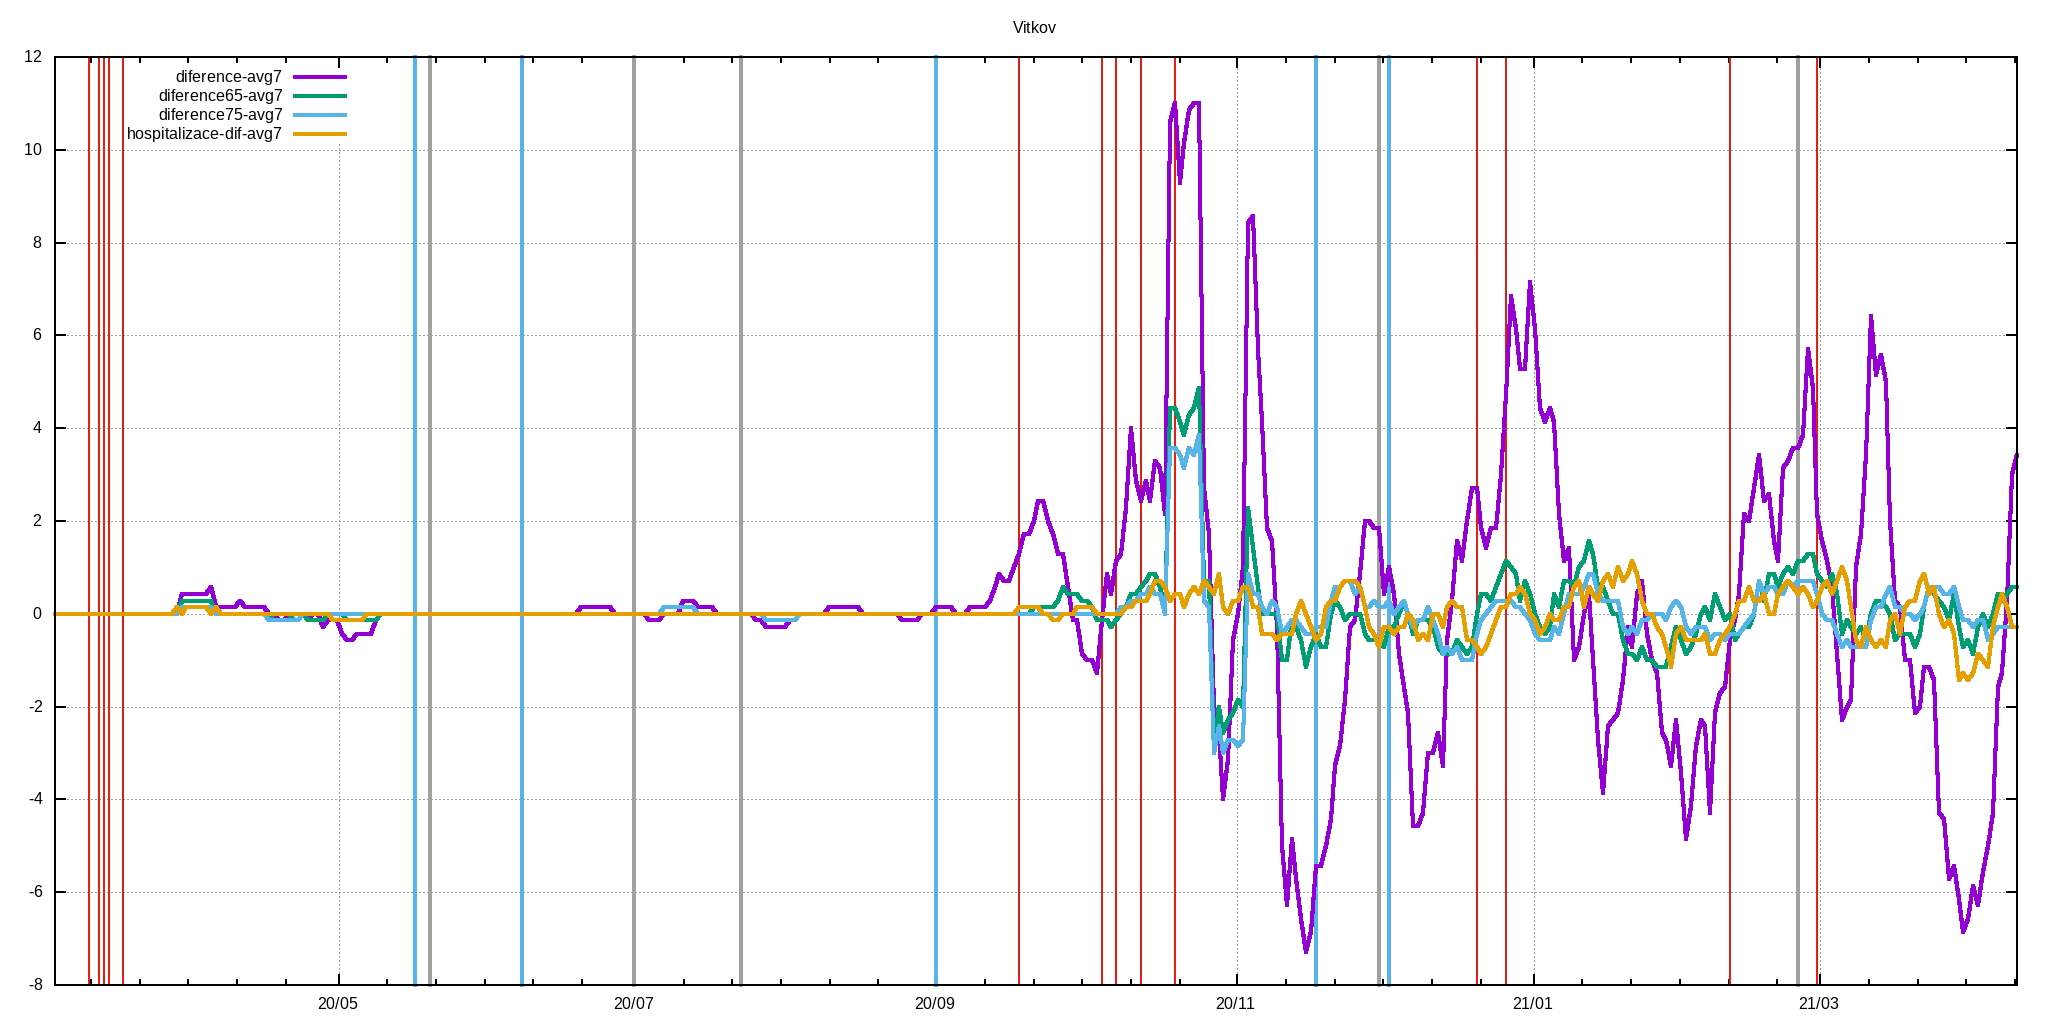 Vitkov
diference-avg7
diference65-avg7
diference75-avg7
hospitalizace-dif-avg7
12
10
8
6
4
2
0
-2
-4
-6
-8
20/05 20/07 20/09 20/11 21/01 21/03